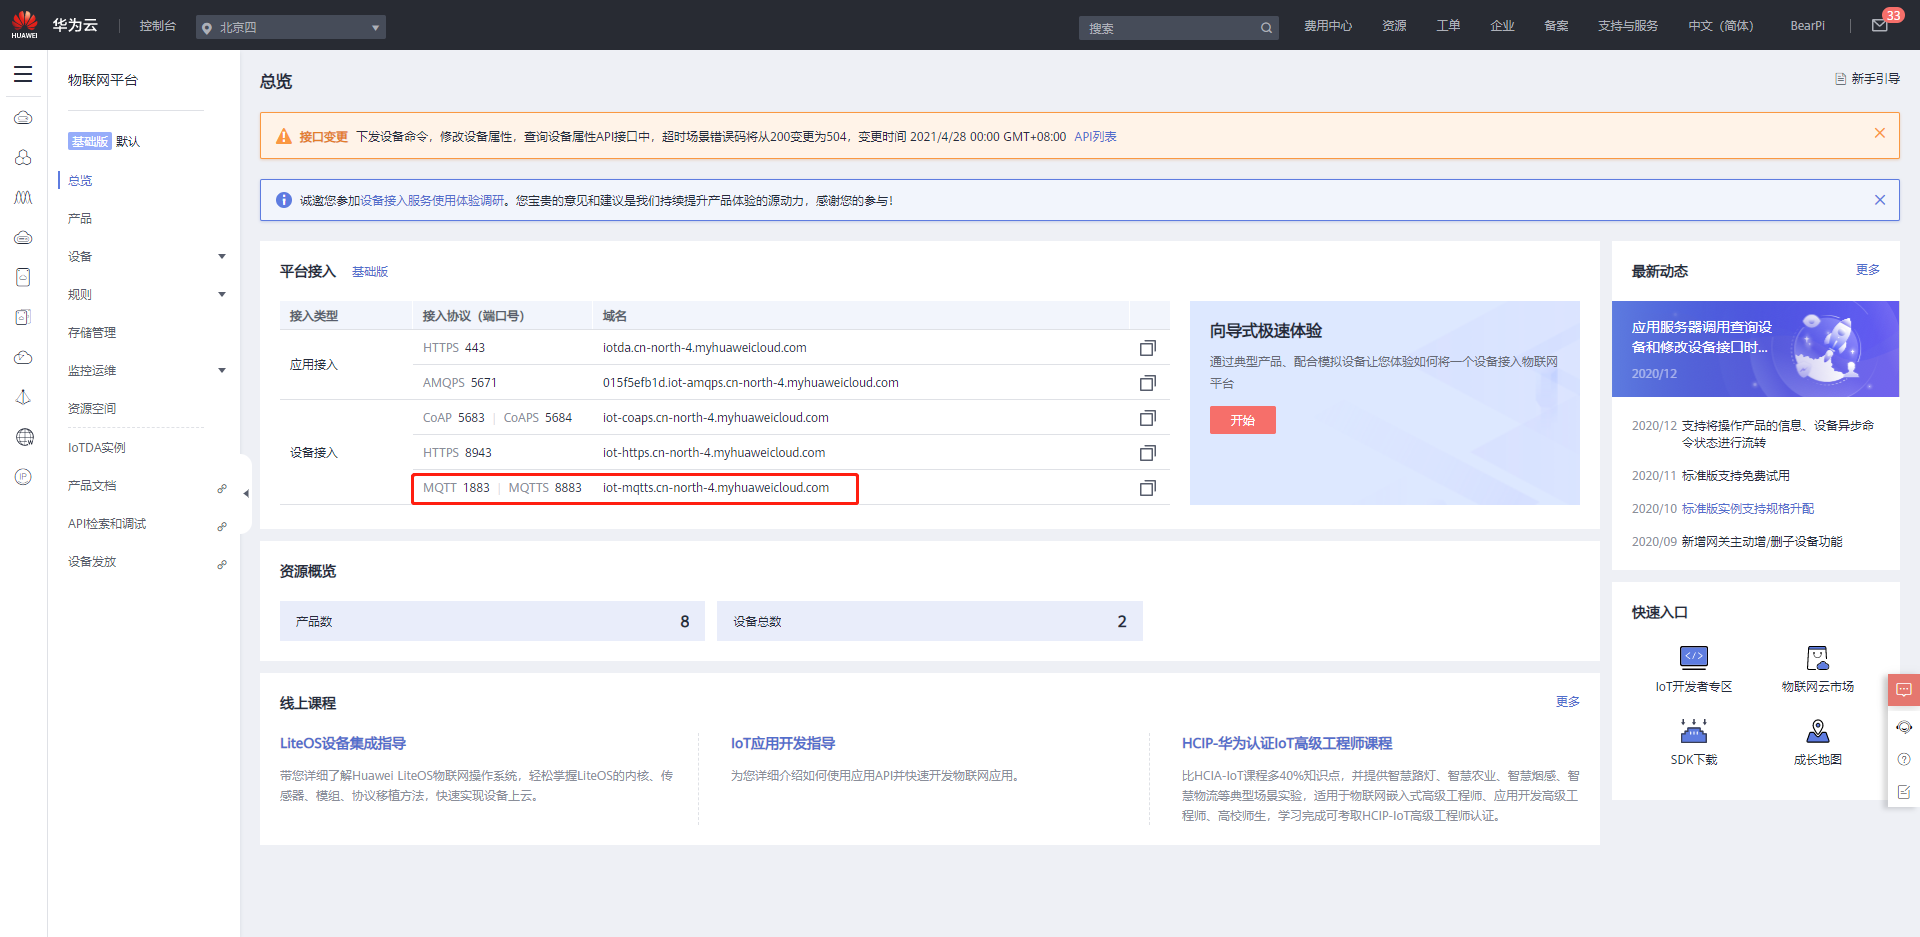 HUAWEI
华为云
控制台
北京四
搜索
费用中心
资源
工单
企业
备案
支持与服务
中文（简体）
BearPi
33
物联网平台
基础版 默认
总览
产品
设备
规则
存储管理
监控运维
资源空间
IoTDA实例
产品文档
API检索和调试
设备发放
总览
新手引导
接口变更 下发设备命令，修改设备属性，查询设备属性API接口中，超时场景错误码将从200变更为504，变更时间 2021/4/28 00:00 GMT+08:00 API列表
诚邀您参加设备接入服务使用体验调研。您宝贵的意见和建议是我们持续提升产品体验的源动力，感谢您的参与！
平台接入 基础版
接入类型 接入协议（端口号） 域名
应用接入
HTTPS 443 iotda.cn-north-4.myhuaweicloud.com
AMQPS 5671 015f5efb1d.iot-amqps.cn-north-4.myhuaweicloud.com
设备接入
CoAP 5683 | CoAPS 5684 iot-coaps.cn-north-4.myhuaweicloud.com
HTTPS 8943 iot-https.cn-north-4.myhuaweicloud.com
MQTT 1883 | MQTTS 8883 iot-mqtts.cn-north-4.myhuaweicloud.com
向导式极速体验
通过典型产品、配合模拟设备让您体验如何将一个设备接入物联网
平台
开始
资源概览
产品数 8
设备总数 2
线上课程
更多
LiteOS设备集成指导
带您详细了解Huawei LiteOS物联网操作系统，轻松掌握LiteOS的内核、传
感器、模组、协议移植方法，快速实现设备上云。
IoT应用开发指导
为您详细介绍如何使用应用API并快速开发物联网应用。
HCIP-华为认证IoT高级工程师课程
比HCIA-IoT课程多40%知识点，并提供智慧路灯、智慧农业、智慧烟感、智
慧物流等典型场景实验，适用于物联网嵌入式高级工程师、应用开发高级工
程师、高校师生，学习完成可考取HCIP-IoT高级工程师认证。
最新动态
更多
应用服务器调用查询设
备和修改设备接口时...
2020/12
2020/12 支持将操作产品的信息、设备异步命
令状态进行流转
2020/11 标准版支持免费试用
2020/10 标准版实例支持规格升配
2020/09 新增网关主动增/删子设备功能
快速入口
IoT开发者专区
物联网云市场
SDK下载
成长地图